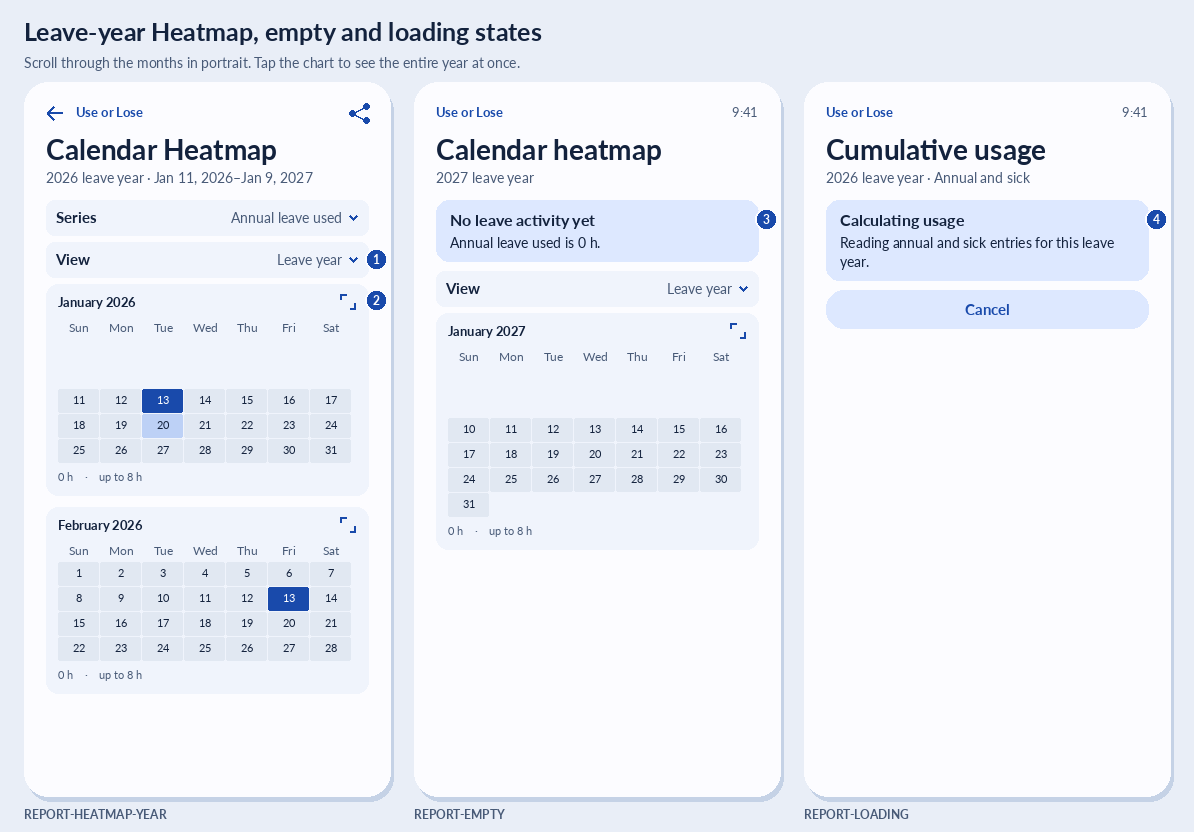 Leave-year Heatmap, empty and loading states
Scroll through the months in portrait. Tap the chart to see the entire year at once.
Use or Lose
Calendar Heatmap
2026 leave year · Jan 11, 2026–Jan 9, 2027
Series Annual leave used
View Leave year 1
January 2026 2
Sun Mon Tue Wed Thu Fri Sat
11 12 13 14 15 16 17
18 19 20 21 22 23 24
25 26 27 28 29 30 31
0 h · up to 8 h
February 2026
Sun Mon Tue Wed Thu Fri Sat
1 2 3 4 5 6 7
8 9 10 11 12 13 14
15 16 17 18 19 20 21
22 23 24 25 26 27 28
0 h · up to 8 h
REPORT-HEATMAP-YEAR
Use or Lose 9:41
Calendar heatmap
2027 leave year
No leave activity yet 3
Annual leave used is 0 h.
View Leave year
January 2027
Sun Mon Tue Wed Thu Fri Sat
10 11 12 13 14 15 16
17 18 19 20 21 22 23
24 25 26 27 28 29 30
31
0 h · up to 8 h
REPORT-EMPTY
Use or Lose 9:41
Cumulative usage
2026 leave year · Annual and sick
Calculating usage 4
Reading annual and sick entries for this leave
year.
Cancel
REPORT-LOADING